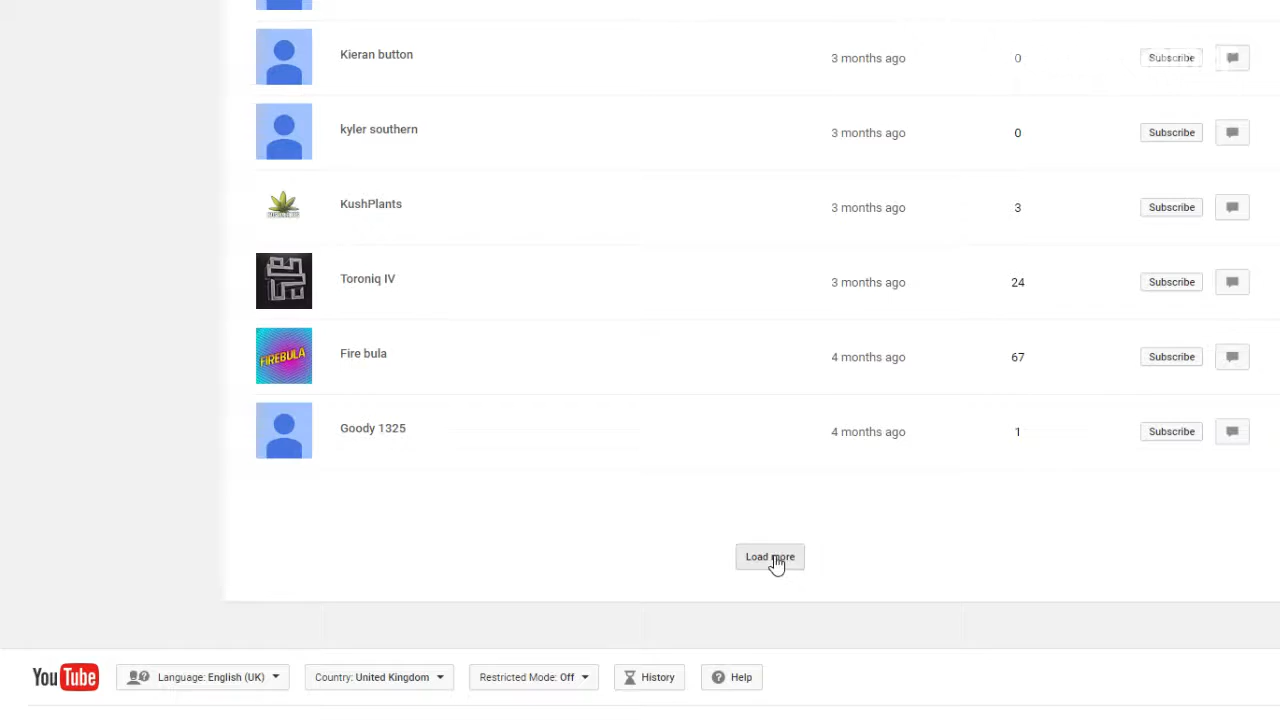 Kieran button 3 months ago 0 Subscribe
kyler southern 3 months ago 0 Subscribe
KushPlants 3 months ago 3 Subscribe
Toroniq IV 3 months ago 24 Subscribe
FIREBULA
Fire bula 4 months ago 67 Subscribe
Goody 1325 4 months ago 1 Subscribe
Load more
YouTube Language: English (UK) Country: United Kingdom Restricted Mode: Off History Help